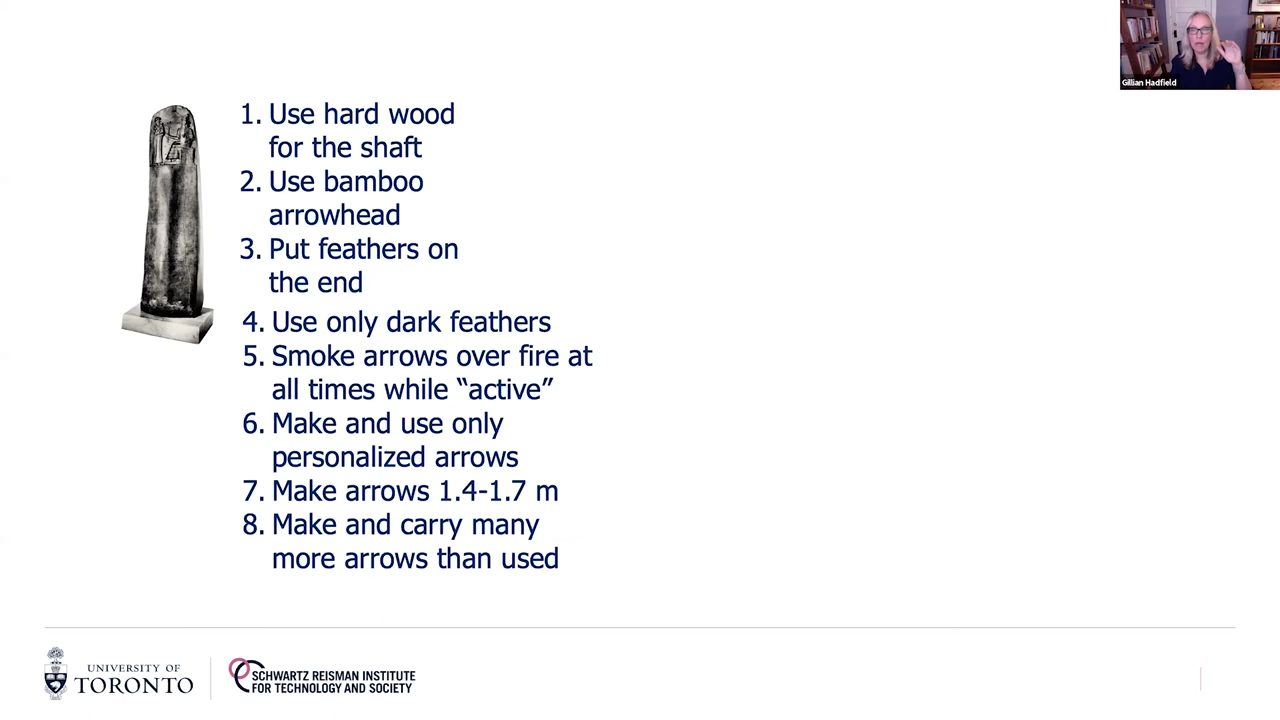 Gillian Hadfield
1. Use hard wood
for the shaft
2. Use bamboo
arrowhead
3. Put feathers on
the end
4. Use only dark feathers
5. Smoke arrows over fire at
all times while “active”
6. Make and use only
personalized arrows
7. Make arrows 1.4-1.7 m
8. Make and carry many
more arrows than used
UNIVERSITY OF
TORONTO
SCHWARTZ REISMAN INSTITUTE
FOR TECHNOLOGY AND SOCIETY